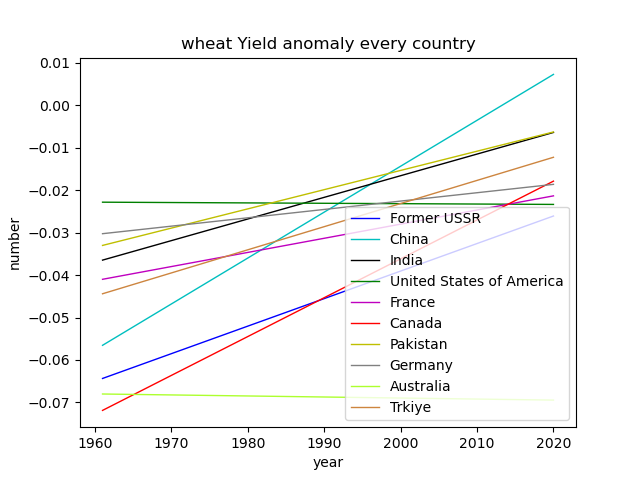 wheat Yield anomaly every country
number
0.01
0.00
−0.01
−0.02
−0.03
−0.04
−0.05
−0.06
−0.07
Former USSR
China
India
United States of America
France
Canada
Pakistan
Germany
Australia
Trkiye
1960
1970
1980
1990
2000
2010
2020
year